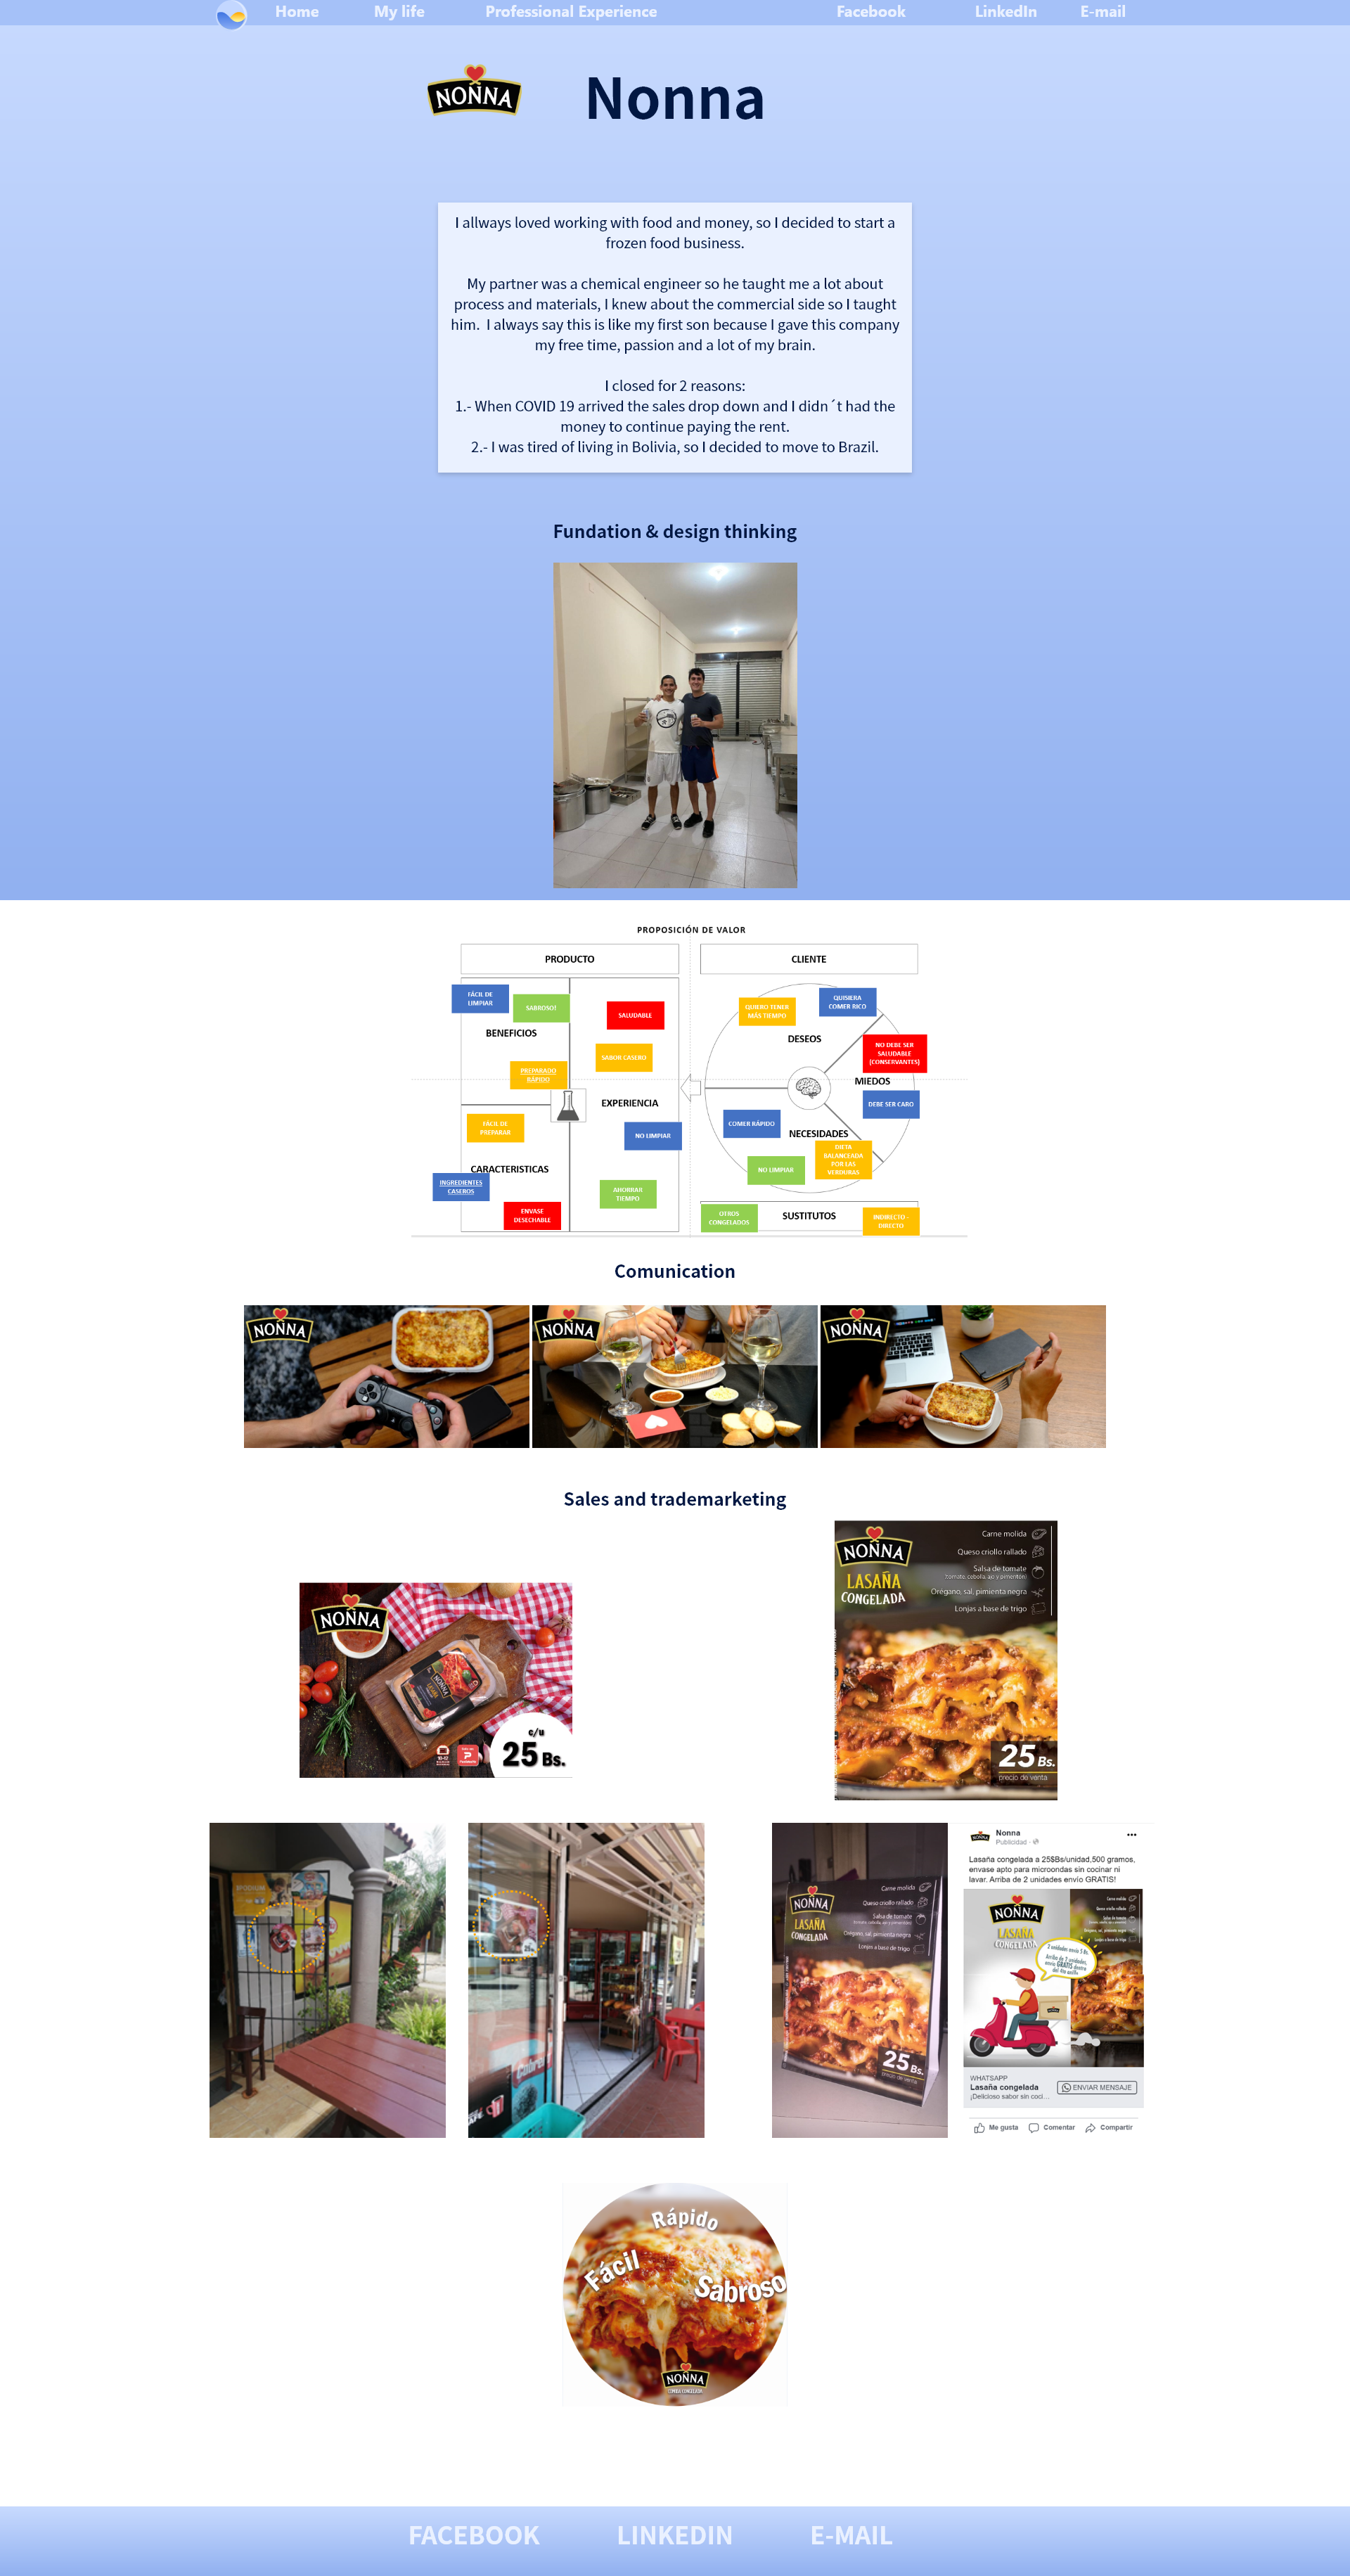 Home My life Professional Experience Facebook LinkedIn E-mail
NONNA
Nonna
I allways loved working with food and money, so I decided to start a
frozen food business.
My partner was a chemical engineer so he taught me a lot about
process and materials, I knew about the commercial side so I taught
him. I always say this is like my first son because I gave this company
my free time, passion and a lot of my brain.
I closed for 2 reasons:
1.- When COVID 19 arrived the sales drop down and I didn´t had the
money to continue paying the rent.
2.- I was tired of living in Bolivia, so I decided to move to Brazil.
Fundation & design thinking
PROPOSICIÓN DE VALOR
PRODUCTO
CLIENTE
FÁCIL DE
LIMPIAR
SABROSO!
SALUDABLE
BENEFICIOS
SABOR CASERO
PREPARADO
RÁPIDO
EXPERIENCIA
FÁCIL DE
PREPARAR
NO LIMPIAR
CARACTERISTICAS
INGREDIENTES
CASEROS
AHORRAR
TIEMPO
ENVASE
DESECHABLE
QUIERO TENER
MÁS TIEMPO
QUISIERA
COMER RICO
DESEOS
NO DEBE SER
SALUDABLE
(CONSERVANTES)
MIEDOS
DEBE SER CARO
COMER RÁPIDO
NECESIDADES
DIETA
BALANCEADA
POR LAS
VERDURAS
NO LIMPIAR
OTROS
CONGELADOS
SUSTITUTOS
INDIRECTO -
DIRECTO
Comunication
NONNA
NONNA
NONNA
Sales and trademarketing
NONNA
NONNA
LASAÑA
c/u
25 Bs.
NONNA
LASAÑA
CONGELADA
Carne molida
Queso criollo rallado
Salsa de tomate
(tomate, cebolla, ajo y pimentón)
Orégano, sal, pimienta negra
Lonjas a base de trigo
25 Bs.
precio de venta
NONNA
LASAÑA
CONGELADA
Carne molida
Queso criollo rallado
Salsa de tomate
Orégano, sal, pimienta negra
Lonjas a base de trigo
25 Bs.
precio de venta
Nonna
Publicidad
Lasaña congelada a 25$Bs/unidad,500 gramos,
envase apto para microondas sin cocinar ni
lavar. Arriba de 2 unidades envío GRATIS!
NONNA
LASAÑA
CONGELADA
WHATSAPP
Lasaña congelada
¡Delicioso sabor sin coci...
ENVIAR MENSAJE
Me gusta Comentar Compartir
Rápido
Fácil
Sabroso
NONNA
COMIDA CONGELADA
FACEBOOK LINKEDIN E-MAIL